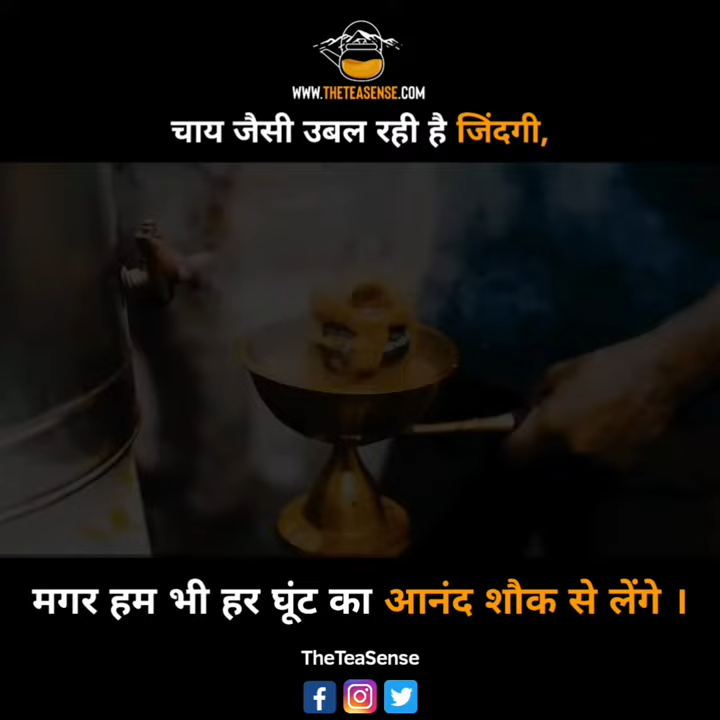 WWW.THETEASENSE.COM
चाय जैसी उबल रही है जिंदगी,
मगर हम भी हर घूंट का आनंद शौक से लेंगे ।
TheTeaSense